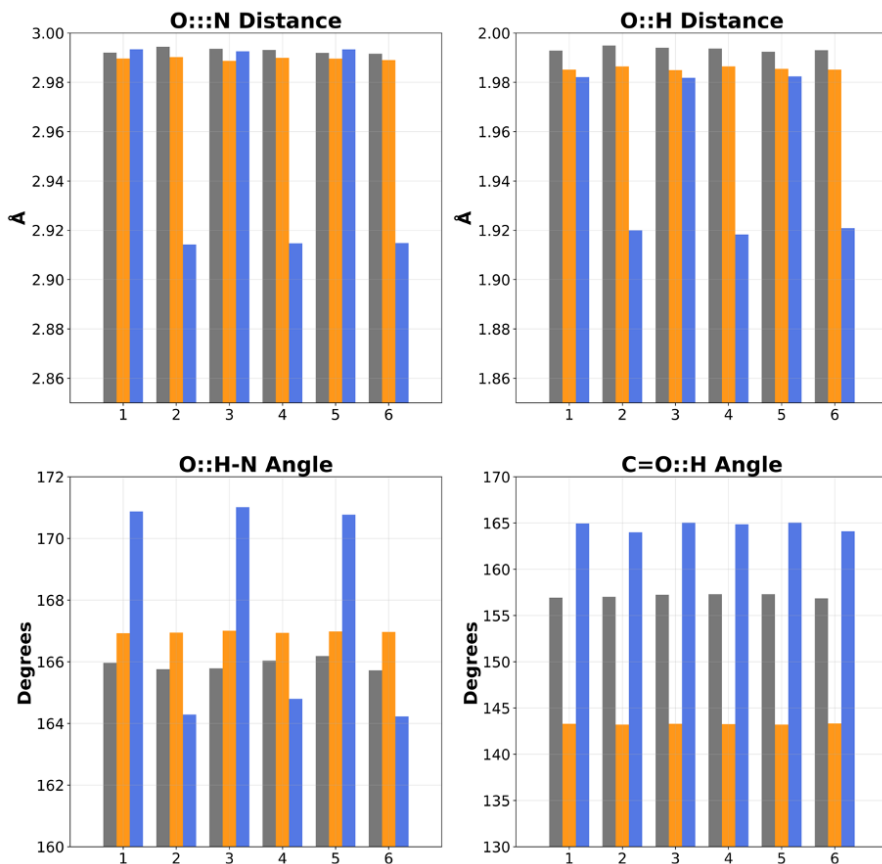 O:::N Distance
3.00
2.98
2.96
2.94
2.92
2.90
2.88
2.86
Å
1 2 3 4 5 6
O::H Distance
2.00
1.98
1.96
1.94
1.92
1.90
1.88
1.86
Å
1 2 3 4 5 6
O::H-N Angle
172
170
168
166
164
162
160
Degrees
1 2 3 4 5 6
C=O::H Angle
170
165
160
155
150
145
140
135
130
Degrees
1 2 3 4 5 6